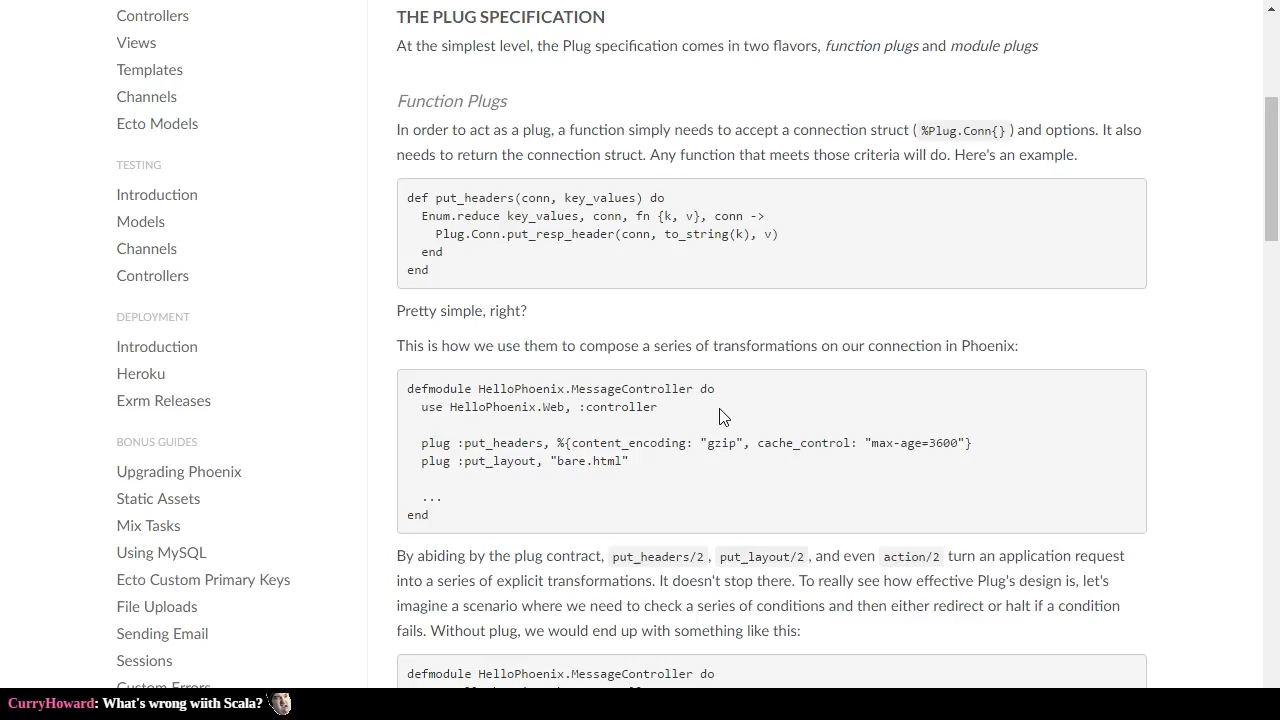 Controllers
Views
Templates
Channels
Ecto Models
TESTING
Introduction
Models
Channels
Controllers
DEPLOYMENT
Introduction
Heroku
Exrm Releases
BONUS GUIDES
Upgrading Phoenix
Static Assets
Mix Tasks
Using MySQL
Ecto Custom Primary Keys
File Uploads
Sending Email
Sessions
Custom Errors
THE PLUG SPECIFICATION
At the simplest level, the Plug specification comes in two flavors, function plugs and module plugs
Function Plugs
In order to act as a plug, a function simply needs to accept a connection struct ( %Plug.Conn{} ) and options. It also
needs to return the connection struct. Any function that meets those criteria will do. Here's an example.
def put_headers(conn, key_values) do
  Enum.reduce key_values, conn, fn {k, v}, conn ->
    Plug.Conn.put_resp_header(conn, to_string(k), v)
  end
end
Pretty simple, right?
This is how we use them to compose a series of transformations on our connection in Phoenix:
defmodule HelloPhoenix.MessageController do
  use HelloPhoenix.Web, :controller
  plug :put_headers, %{content_encoding: "gzip", cache_control: "max-age=3600"}
  plug :put_layout, "bare.html"
  ...
end
By abiding by the plug contract, put_headers/2 , put_layout/2 , and even action/2 turn an application request
into a series of explicit transformations. It doesn't stop there. To really see how effective Plug's design is, let's
imagine a scenario where we need to check a series of conditions and then either redirect or halt if a condition
fails. Without plug, we would end up with something like this:
defmodule HelloPhoenix.MessageController do
CurryHoward: What's wrong wiith Scala?